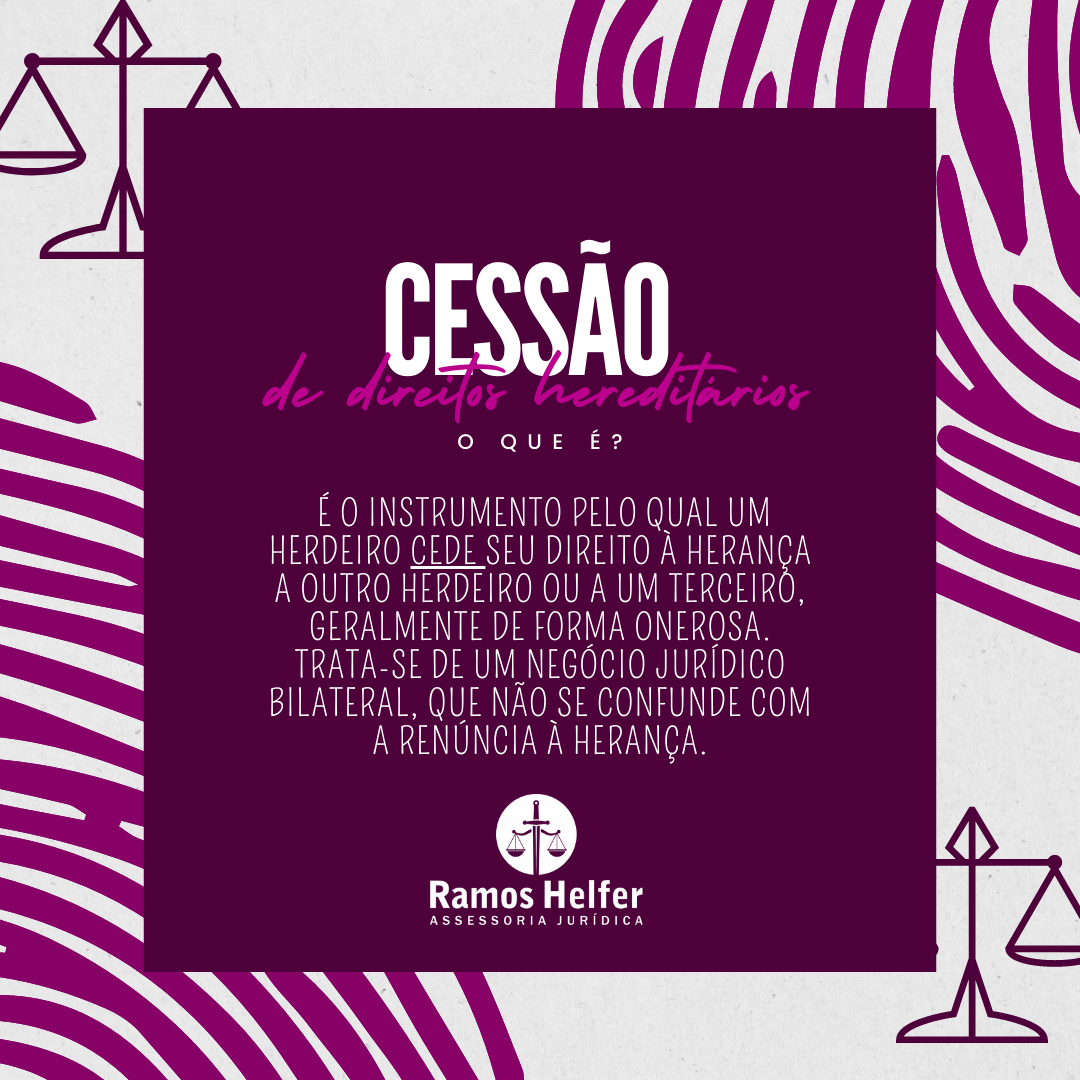 CESSÃO
de direitos hereditários
O QUE É?
É O INSTRUMENTO PELO QUAL UM
HERDEIRO CEDE SEU DIREITO À HERANÇA
A OUTRO HERDEIRO OU A UM TERCEIRO,
GERALMENTE DE FORMA ONEROSA.
TRATA-SE DE UM NEGÓCIO JURÍDICO
BILATERAL, QUE NÃO SE CONFUNDE COM
A RENÚNCIA À HERANÇA.
Ramos Helfer
ASSESSORIA JURÍDICA